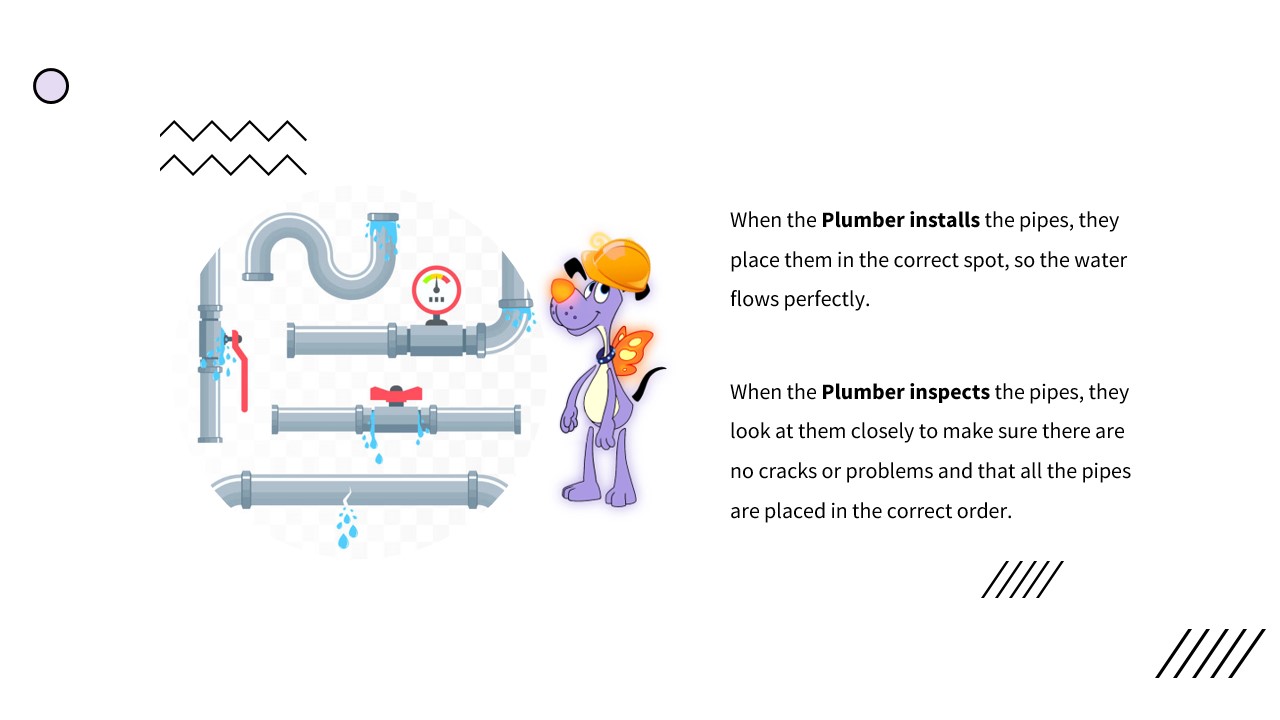 When the Plumber installs the pipes, they
place them in the correct spot, so the water
flows perfectly.
When the Plumber inspects the pipes, they
look at them closely to make sure there are
no cracks or problems and that all the pipes
are placed in the correct order.